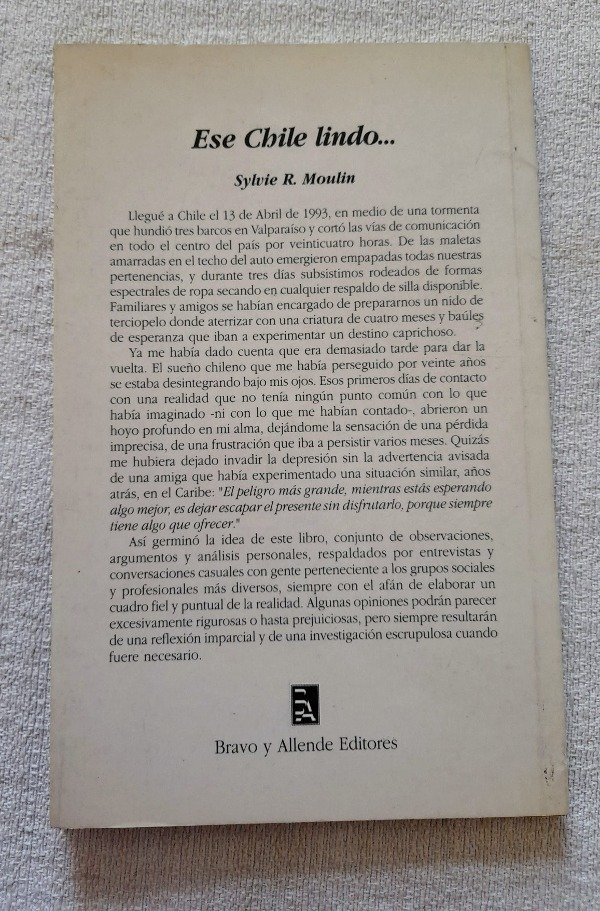 Ese Chile lindo...
Sylvie R. Moulin
Llegué a Chile el 13 de Abril de 1993, en medio de una tormenta
que hundió tres barcos en Valparaíso y cortó las vías de comunicación
en todo el centro del país por veinticuatro horas. De las maletas
amarradas en el techo del auto emergieron empapadas todas nuestras
pertenencias, y durante tres días subsistimos rodeados de formas
espectrales de ropa secando en cualquier respaldo de silla disponible.
Familiares y amigos se habían encargado de prepararnos un nido de
terciopelo donde aterrizar con una criatura de cuatro meses y baúles
de esperanza que iban a experimentar un destino caprichoso.
Ya me había dado cuenta que era demasiado tarde para dar la
vuelta. El sueño chileno que me había perseguido por veinte años
se estaba desintegrando bajo mis ojos. Esos primeros días de contacto
con una realidad que no tenía ningún punto común con lo que
había imaginado -ni con lo que me habían contado-, abrieron un
hoyo profundo en mi alma, dejándome la sensación de una pérdida
imprecisa, de una frustración que iba a persistir varios meses. Quizás
me hubiera dejado invadir la depresión sin la advertencia avisada
de una amiga que había experimentado una situación similar, años
atrás, en el Caribe: "El peligro más grande, mientras estás esperando
algo mejor, es dejar escapar el presente sin disfrutarlo, porque siempre
tiene algo que ofrecer."
Así germinó la idea de este libro, conjunto de observaciones,
argumentos y análisis personales, respaldados por entrevistas y
conversaciones casuales con gente perteneciente a los grupos sociales
y profesionales más diversos, siempre con el afán de elaborar un
cuadro fiel y puntual de la realidad. Algunas opiniones podrán parecer
excesivamente rigurosas o hasta prejuiciosas, pero siempre resultarán
de una reflexión imparcial y de una investigación escrupulosa cuando
fuere necesario.
Bravo y Allende Editores